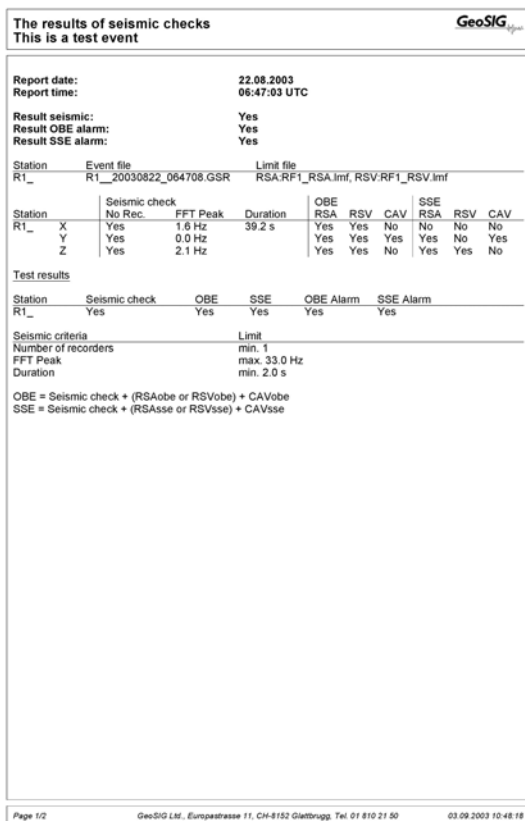 The results of seismic checks
This is a test event
GeoSIG
Report date: 22.08.2003
Report time: 06:47:03 UTC
Result seismic: Yes
Result OBE alarm: Yes
Result SSE alarm: Yes
Station Event file Limit file
R1_ R1__20030822_064708.GSR RSA:RF1_RSA.lmf, RSV:RF1_RSV.lmf
Seismic check OBE SSE
Station No Rec. FFT Peak Duration RSA RSV CAV RSA RSV CAV
R1_ X Yes 1.6 Hz 39.2 s Yes Yes No No No No
Y Yes 0.0 Hz Yes Yes Yes Yes No Yes
Z Yes 2.1 Hz Yes Yes No Yes Yes No
Test results
Station Seismic check OBE SSE OBE Alarm SSE Alarm
R1_ Yes Yes Yes Yes Yes
Seismic criteria Limit
Number of recorders min. 1
FFT Peak max. 33.0 Hz
Duration min. 2.0 s
OBE = Seismic check + (RSAobe or RSVobe) + CAVobe
SSE = Seismic check + (RSAsse or RSVsse) + CAVsse
Page 1/2 GeoSIG Ltd., Europastrasse 11, CH-8152 Glattbrugg, Tel. 01 810 21 50 03.09.2003 10:48:18